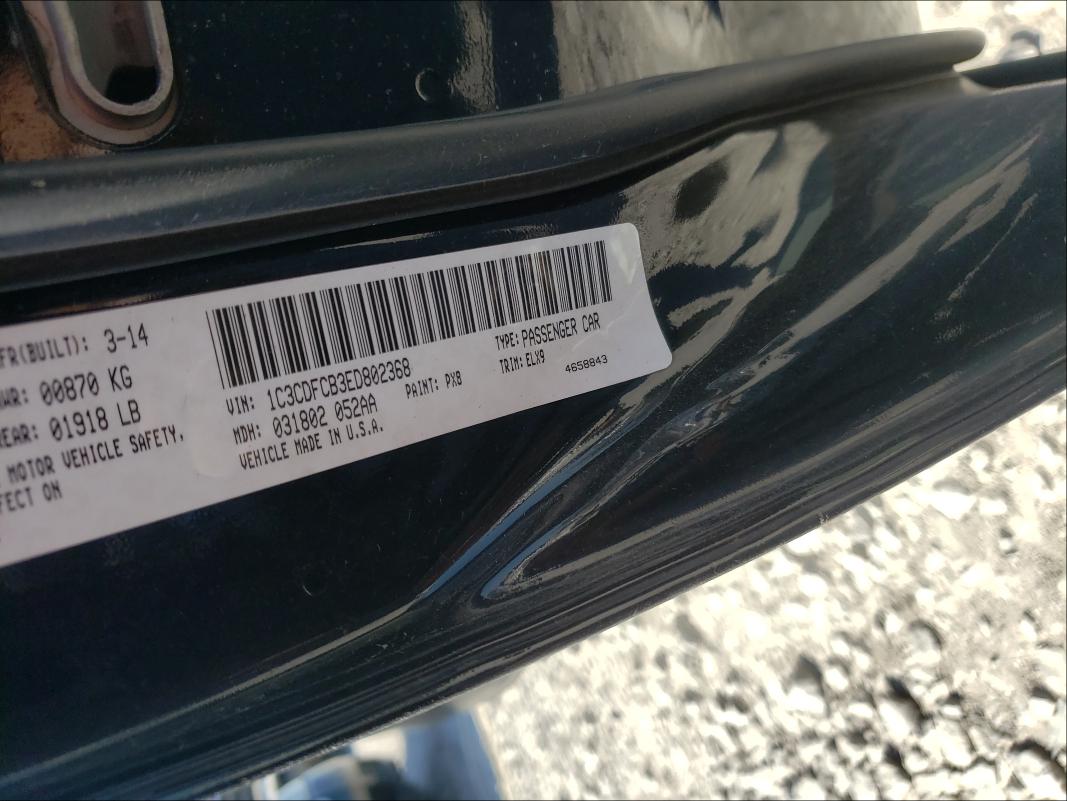 FR(BUILT): 3-14
WR: 00870 KG
EAR: 01918 LB
MOTOR VEHICLE SAFETY,
FECT ON
VIN: 1C3CDFCB3ED802368
MDH: 031802 052AA
VEHICLE MADE IN U.S.A.
PAINT: PXB
TYPE: PASSENGER CAR
TRIM: ELX9
4658843